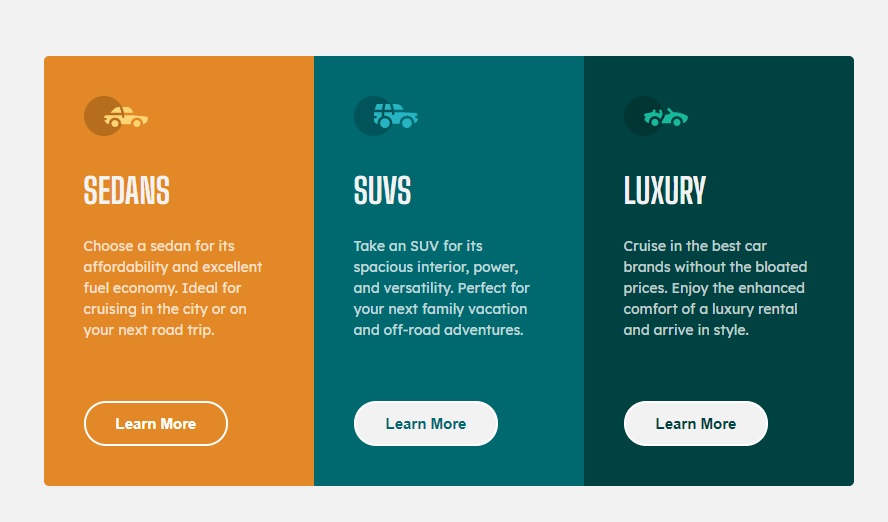 SEDANS
Choose a sedan for its
affordability and excellent
fuel economy. Ideal for
cruising in the city or on
your next road trip.
Learn More
SUVS
Take an SUV for its
spacious interior, power,
and versatility. Perfect for
your next family vacation
and off-road adventures.
Learn More
LUXURY
Cruise in the best car
brands without the bloated
prices. Enjoy the enhanced
comfort of a luxury rental
and arrive in style.
Learn More